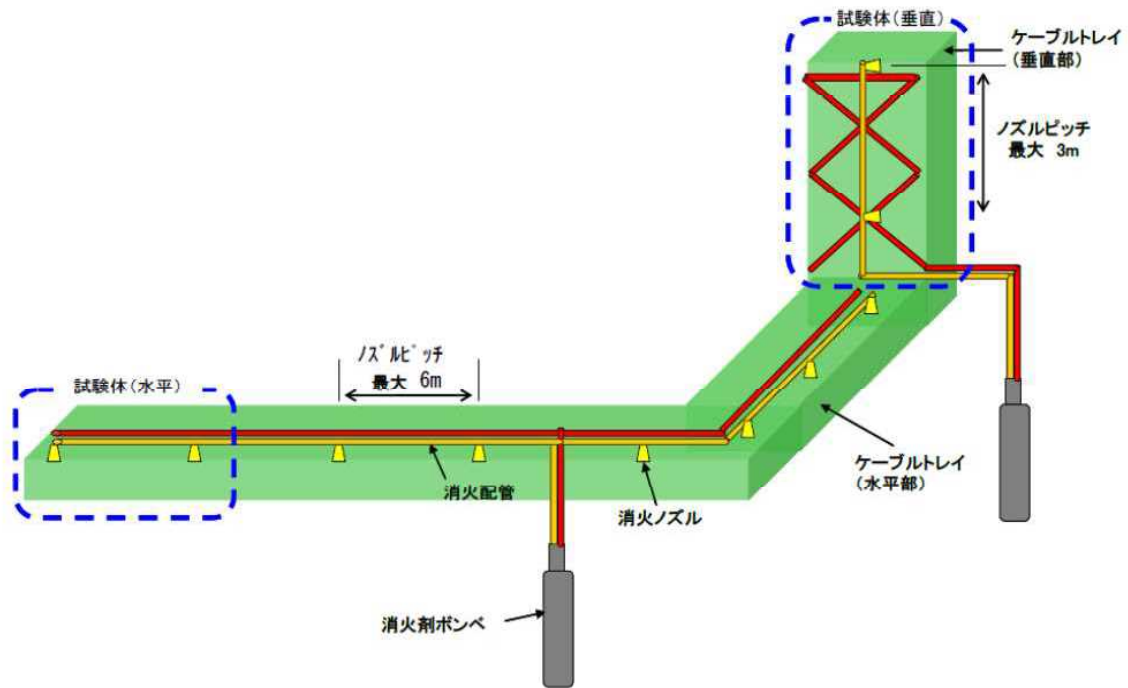 試験体(垂直)
ケーブルトレイ
(垂直部)
ノズルピッチ
最大 3m
ノズルピッチ
最大 6m
試験体(水平)
ケーブルトレイ
(水平部)
消火配管
消火ノズル
消火剤ボンベ